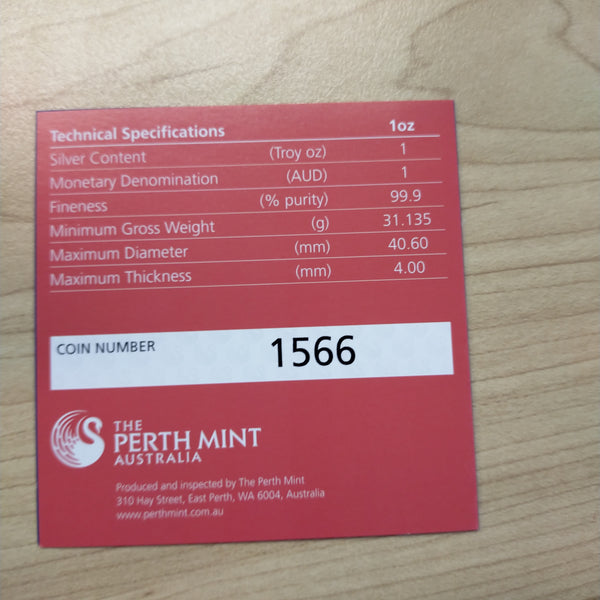 Technical Specifications 1oz
Silver Content (Troy oz) 1
Monetary Denomination (AUD) 1
Fineness (% purity) 99.9
Minimum Gross Weight (g) 31.135
Maximum Diameter (mm) 40.60
Maximum Thickness (mm) 4.00
COIN NUMBER 1566
THE
PERTH MINT
AUSTRALIA
Produced and inspected by The Perth Mint
310 Hay Street, East Perth, WA 6004, Australia
www.perthmint.com.au